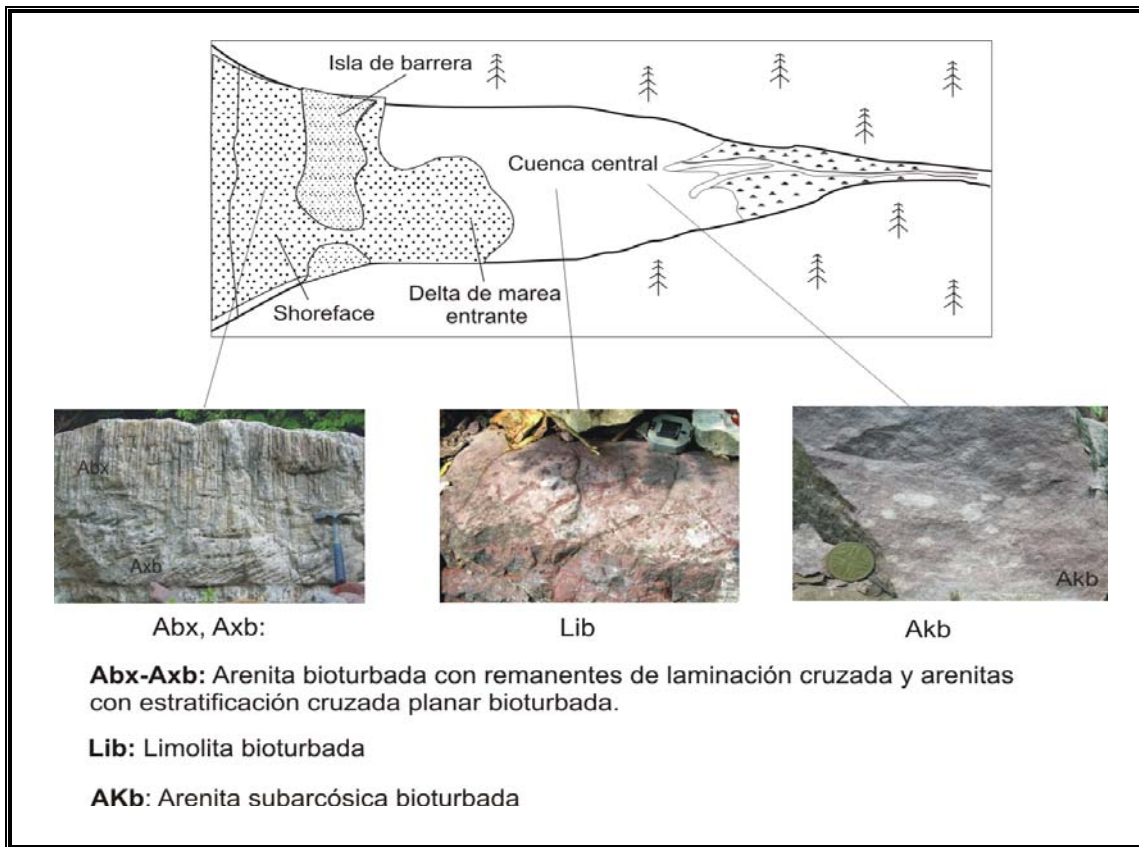 Isla de barrera
Cuenca central
Delta de marea
entrante
Shoreface
Abx
Axb
Akb
Abx, Axb:
Lib
Akb
Abx-Axb: Arenita bioturbada con remanentes de laminación cruzada y arenitas
con estratificación cruzada planar bioturbada.
Lib: Limolita bioturbada
AKb: Arenita subarcósica bioturbada